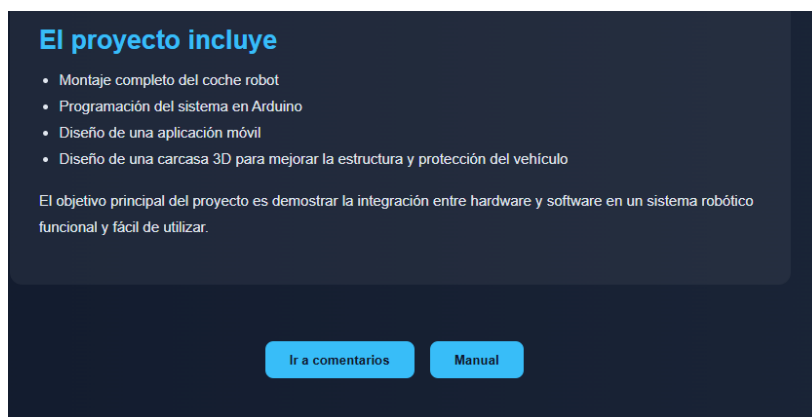 El proyecto incluye
Montaje completo del coche robot
Programación del sistema en Arduino
Diseño de una aplicación móvil
Diseño de una carcasa 3D para mejorar la estructura y protección del vehículo
El objetivo principal del proyecto es demostrar la integración entre hardware y software en un sistema robótico
funcional y fácil de utilizar.
Ir a comentarios
Manual